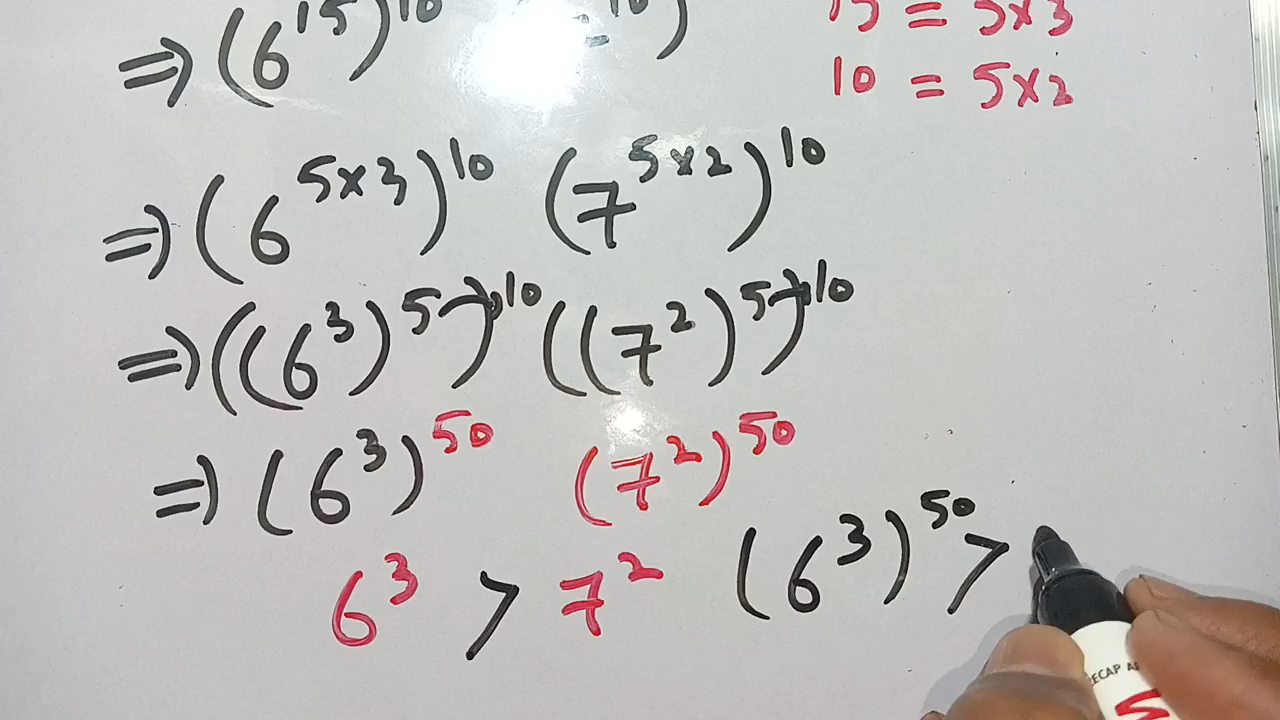 ⇒ (6^15)^10 10)
15 = 5×3
10 = 5×2
⇒ (6^5×3)^10 (7^5×2)^10
⇒ ((6^3)^5)^10 ((7^2)^5)^10
⇒ (6^3)^50 (7^2)^50
6^3 > 7^2 (6^3)^50 >